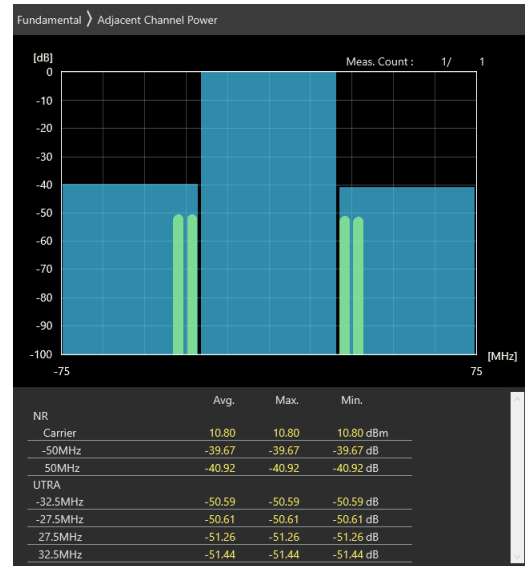 Fundamental 〉 Adjacent Channel Power
[dB]
Meas. Count : 1/ 1
0
-10
-20
-30
-40
-50
-60
-70
-80
-90
-100
[MHz]
-75 75
Avg. Max. Min.
NR
Carrier 10.80 10.80 10.80 dBm
-50MHz -39.67 -39.67 -39.67 dB
50MHz -40.92 -40.92 -40.92 dB
UTRA
-32.5MHz -50.59 -50.59 -50.59 dB
-27.5MHz -50.61 -50.61 -50.61 dB
27.5MHz -51.26 -51.26 -51.26 dB
32.5MHz -51.44 -51.44 -51.44 dB